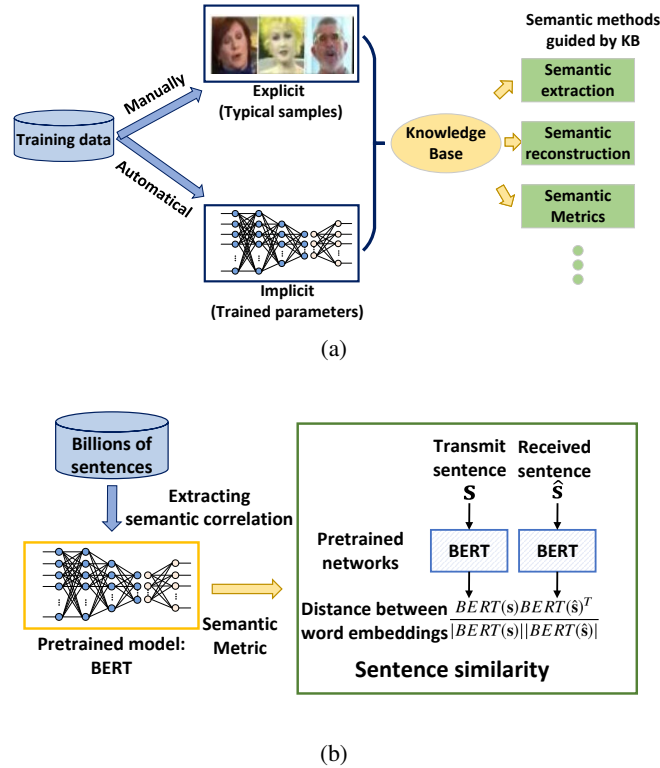 Semantic methods
guided by KB
Manually
Explicit
(Typical samples)
Semantic
extraction
Training data
Knowledge
Base
Semantic
reconstruction
Automatical
Semantic
Metrics
Implicit
(Trained parameters)
(a)
Billions of
sentences
Extracting
semantic correlation
Pretrained model:
BERT
Semantic
Metric
Transmit
sentence
s
Received
sentence
ŝ
Pretrained
networks
BERT
BERT
Distance between
word embeddings
BERT(s)BERT(ŝ)^T
|BERT(s)||BERT(ŝ)|
Sentence similarity
(b)